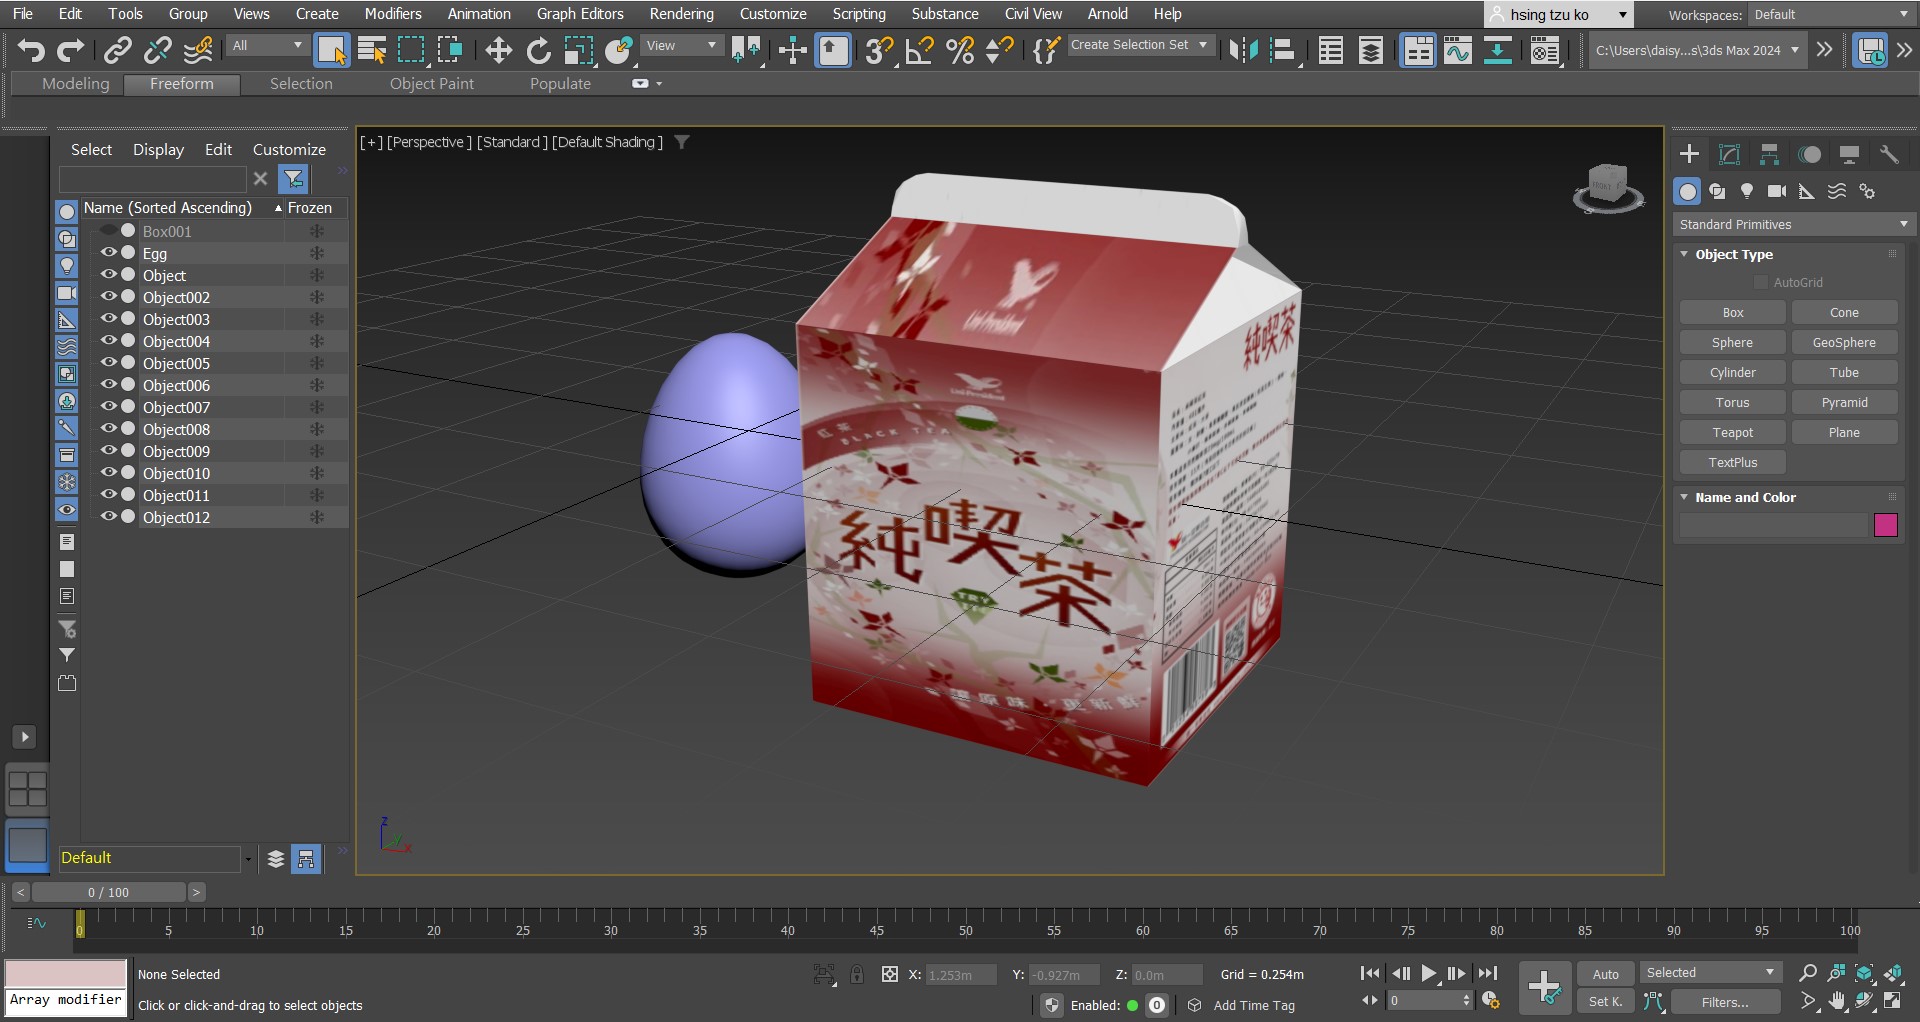 File Edit Tools Group Views Create Modifiers Animation Graph Editors Rendering Customize Scripting Substance Civil View Arnold Help
hsing tzu ko
Workspaces: Default
All
View
Create Selection Set
C:\Users\daisy...s\3ds Max 2024
Modeling Freeform Selection Object Paint Populate
Select Display Edit Customize
Name (Sorted Ascending) Frozen
Box001
Egg
Object
Object002
Object003
Object004
Object005
Object006
Object007
Object008
Object009
Object010
Object011
Object012
Default
[+] [Perspective ] [Standard ] [Default Shading ]
FRONT
純喫茶
紅茶
BLACK TEA
純喫茶
TRY
z
x
Standard Primitives
Object Type
AutoGrid
Box Cone
Sphere GeoSphere
Cylinder Tube
Torus Pyramid
Teapot Plane
TextPlus
Name and Color
< 0 / 100 >
0 5 10 15 20 25 30 35 40 45 50 55 60 65 70 75 80 85 90 95 100
None Selected
X: 1.253m Y: -0.927m Z: 0.0m Grid = 0.254m
Auto Selected
Array modifier
Click or click-and-drag to select objects
Enabled: 0 Add Time Tag
0
Set K. Filters...